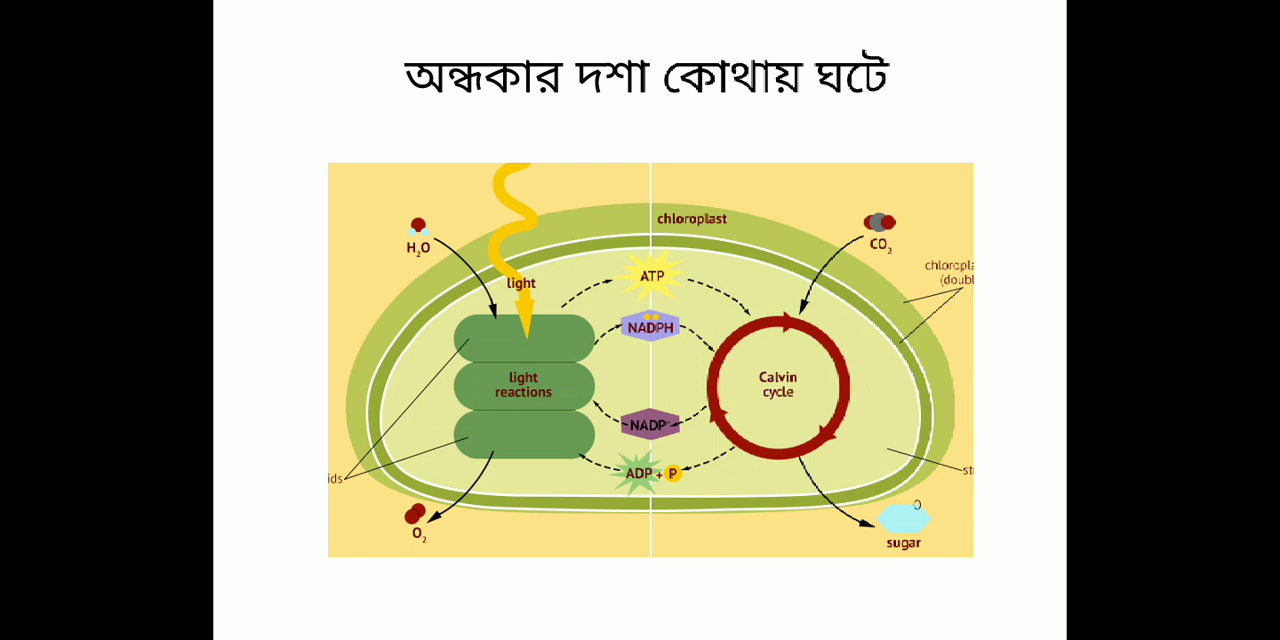 অন্ধকার দশা কোথায় ঘটে
chloroplast
H₂O
CO₂
light
ATP
NADPH
light
reactions
Calvin
cycle
NADP⁺
ADP + P
O₂
sugar